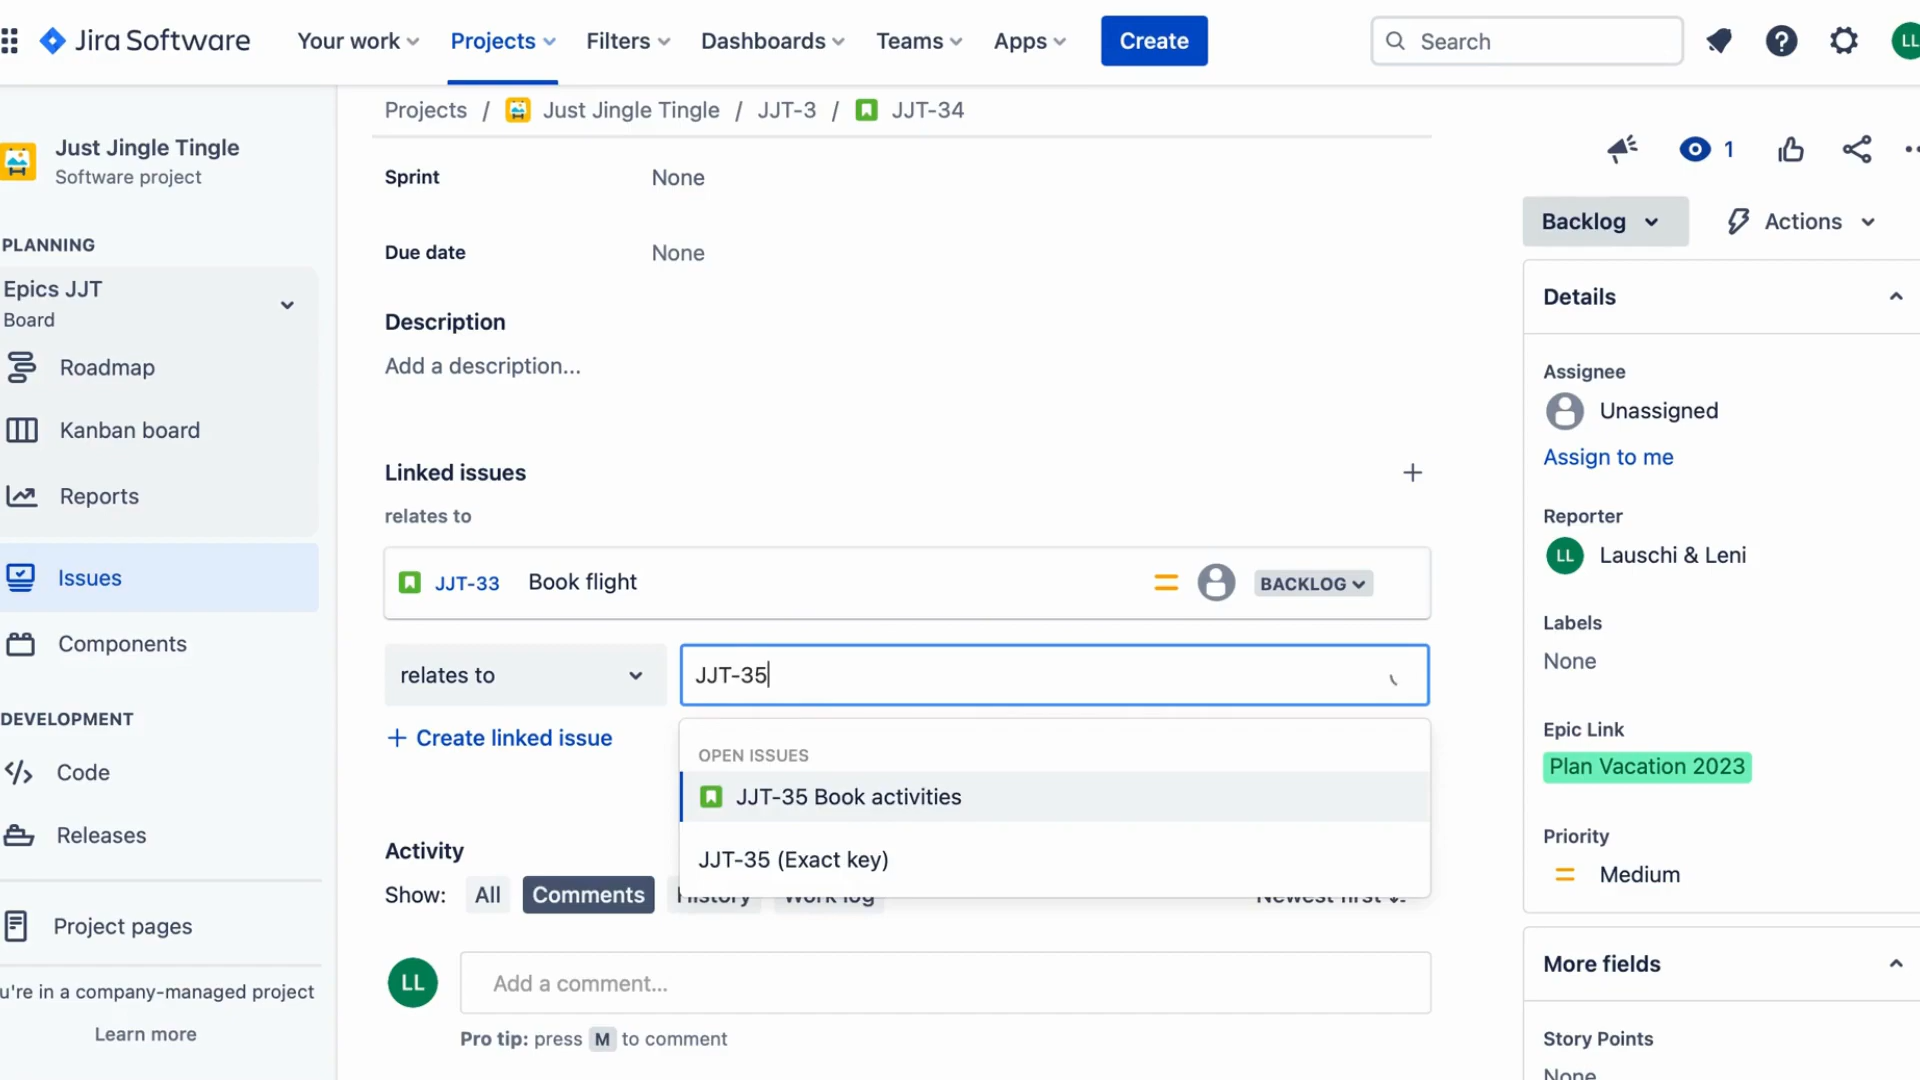 Jira Software Your work Projects Filters Dashboards Teams Apps Create Search LL
Projects / Just Jingle Tingle / JJT-3 / JJT-34
Just Jingle Tingle
Software project
PLANNING
Epics JJT
Board
Roadmap
Kanban board
Reports
Issues
Components
DEVELOPMENT
Code
Releases
Project pages
u're in a company-managed project
Learn more
Sprint None
Due date None
Description
Add a description...
Linked issues
relates to
JJT-33 Book flight BACKLOG
relates to JJT-35
+ Create linked issue
OPEN ISSUES
JJT-35 Book activities
JJT-35 (Exact key)
Activity
Show: All Comments History Work log Newest first
LL Add a comment...
Pro tip: press M to comment
1
Backlog Actions
Details
Assignee
Unassigned
Assign to me
Reporter
LL Lauschi & Leni
Labels
None
Epic Link
Plan Vacation 2023
Priority
Medium
More fields
Story Points
None